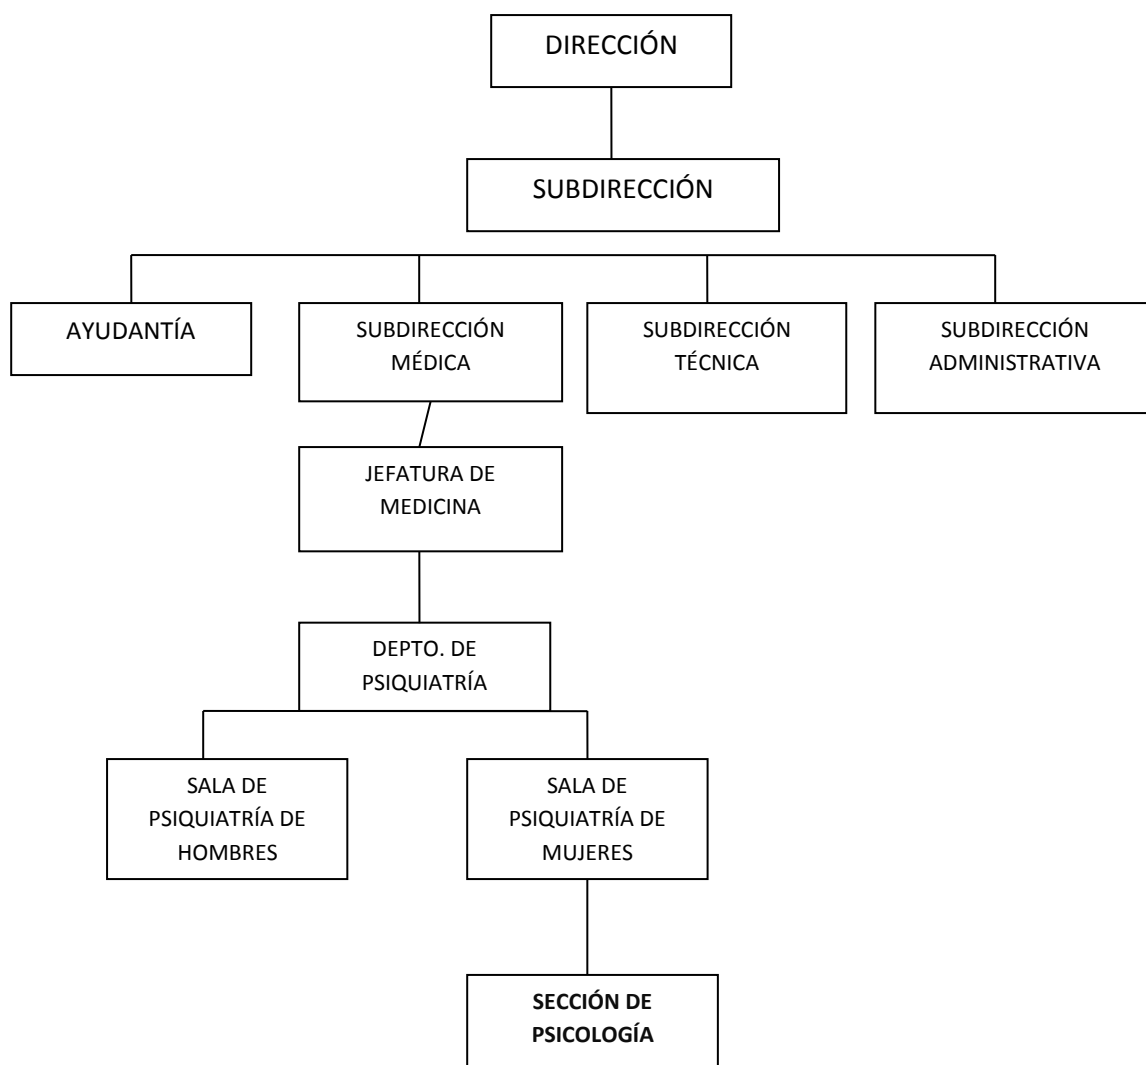 DIRECCIÓN
SUBDIRECCIÓN
AYUDANTÍA
SUBDIRECCIÓN
MÉDICA
SUBDIRECCIÓN
TÉCNICA
SUBDIRECCIÓN
ADMINISTRATIVA
JEFATURA DE
MEDICINA
DEPTO. DE
PSIQUIATRÍA
SALA DE
PSIQUIATRÍA DE
HOMBRES
SALA DE
PSIQUIATRÍA DE
MUJERES
SECCIÓN DE
PSICOLOGÍA